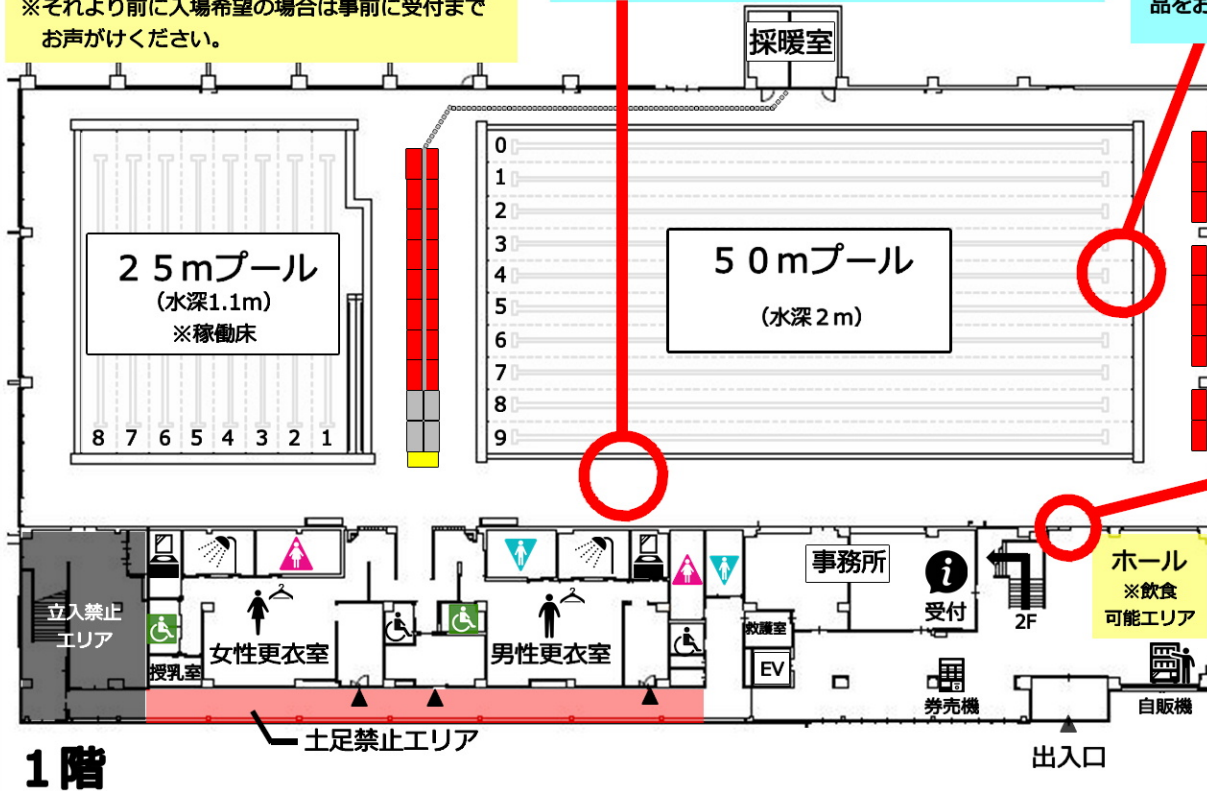 ※それより前に入場希望の場合は事前に受付まで
お声がけください。
品をお
採暖室
２５ｍプール
（水深1.1m）
※稼働床
8 7 6 5 4 3 2 1
0
1
2
3
4
5
6
7
8
9
５０ｍプール
（水深２ｍ）
立入禁止
エリア
授乳室
女性更衣室
男性更衣室
救護室
EV
事務所
i
受付
2F
券売機
ホール
※飲食
可能エリア
自販機
土足禁止エリア
出入口
１階